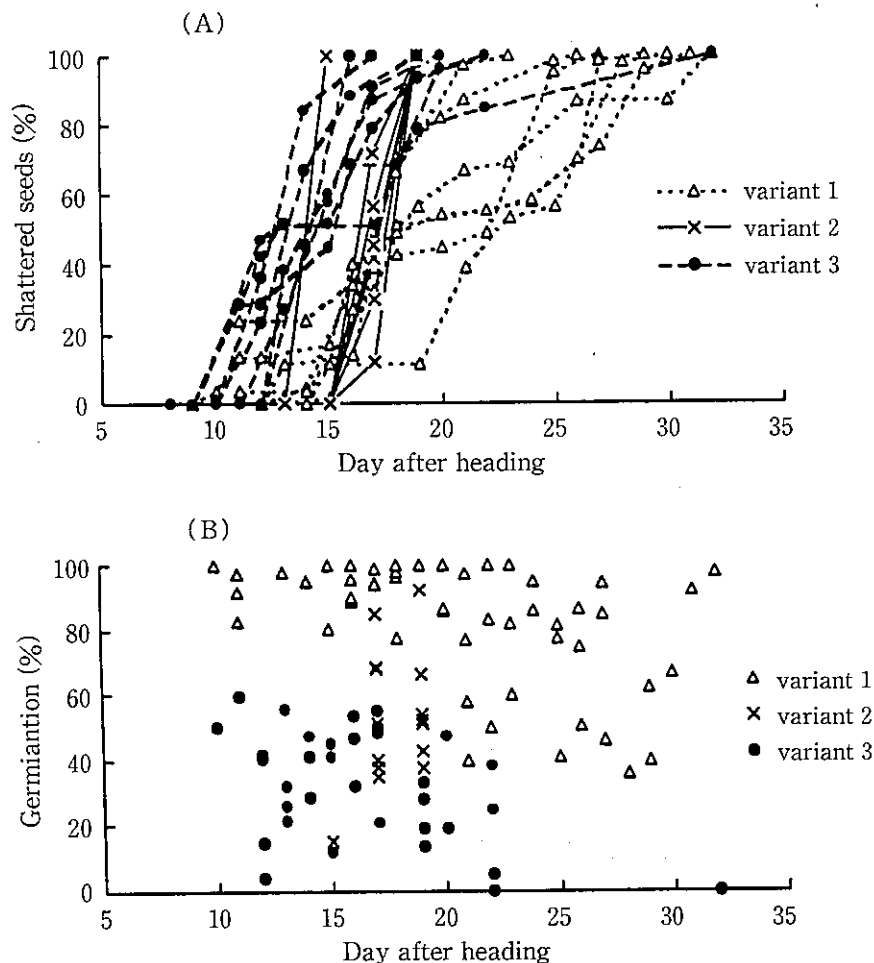 (A)
100
80
60
40
20
0
Shattered seeds (%)
variant 1
variant 2
variant 3
5 10 15 20 25 30 35
Day after heading
(B)
100
80
60
40
20
0
Germiantion (%)
variant 1
variant 2
variant 3
5 10 15 20 25 30 35
Day after heading